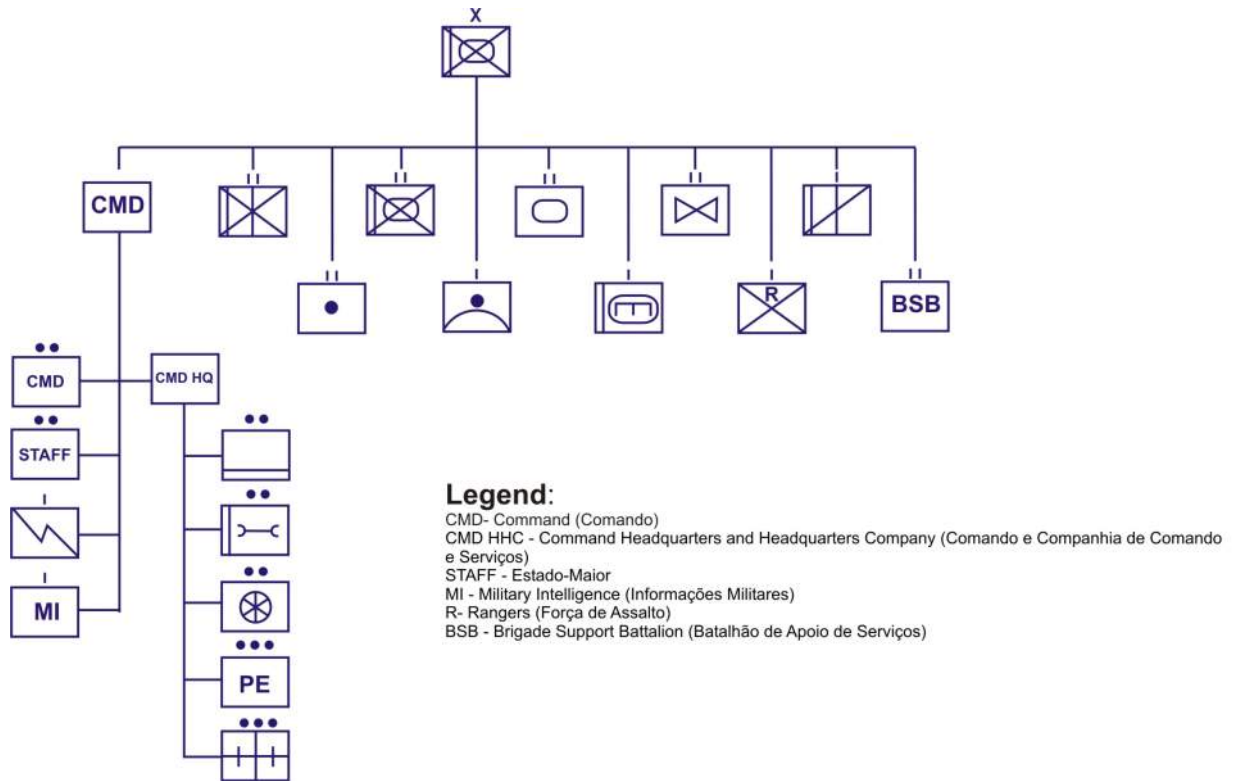 X
CMD
R
BSB
CMD
CMD HQ
STAFF
MI
PE
Legend:
CMD- Command (Comando)
CMD HHC - Command Headquarters and Headquarters Company (Comando e Companhia de Comando
e Serviços)
STAFF - Estado-Maior
MI - Military Intelligence (Informações Militares)
R- Rangers (Força de Assalto)
BSB - Brigade Support Battalion (Batalhão de Apoio de Serviços)